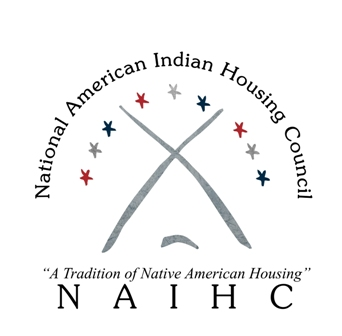 National American Indian Housing Council
“A Tradition of Native American Housing”
NAIHC